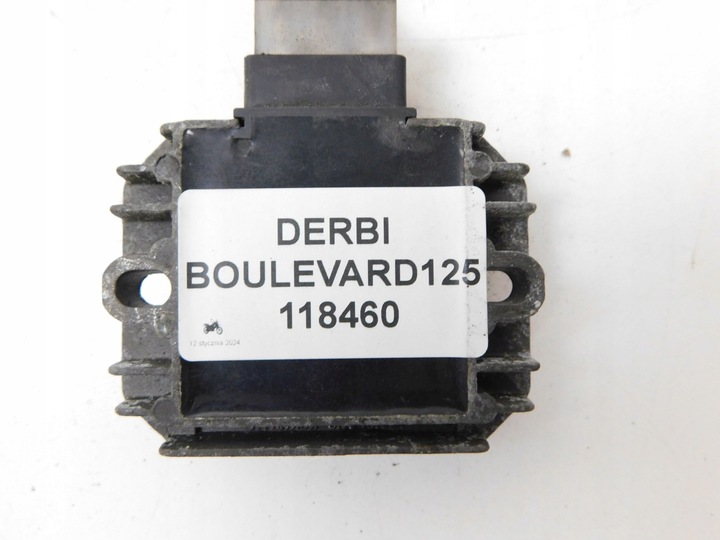 DERBI
BOULEVARD125
118460
12 stycznia 2024